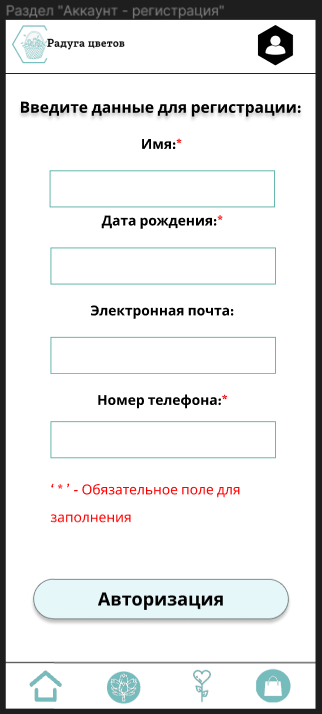 Раздел "Аккаунт - регистрация"
Радуга цветов
Введите данные для регистрации:
Имя:*
Дата рождения:*
Электронная почта:
Номер телефона:*
‘ * ’ - Обязательное поле для
заполнения
Авторизация